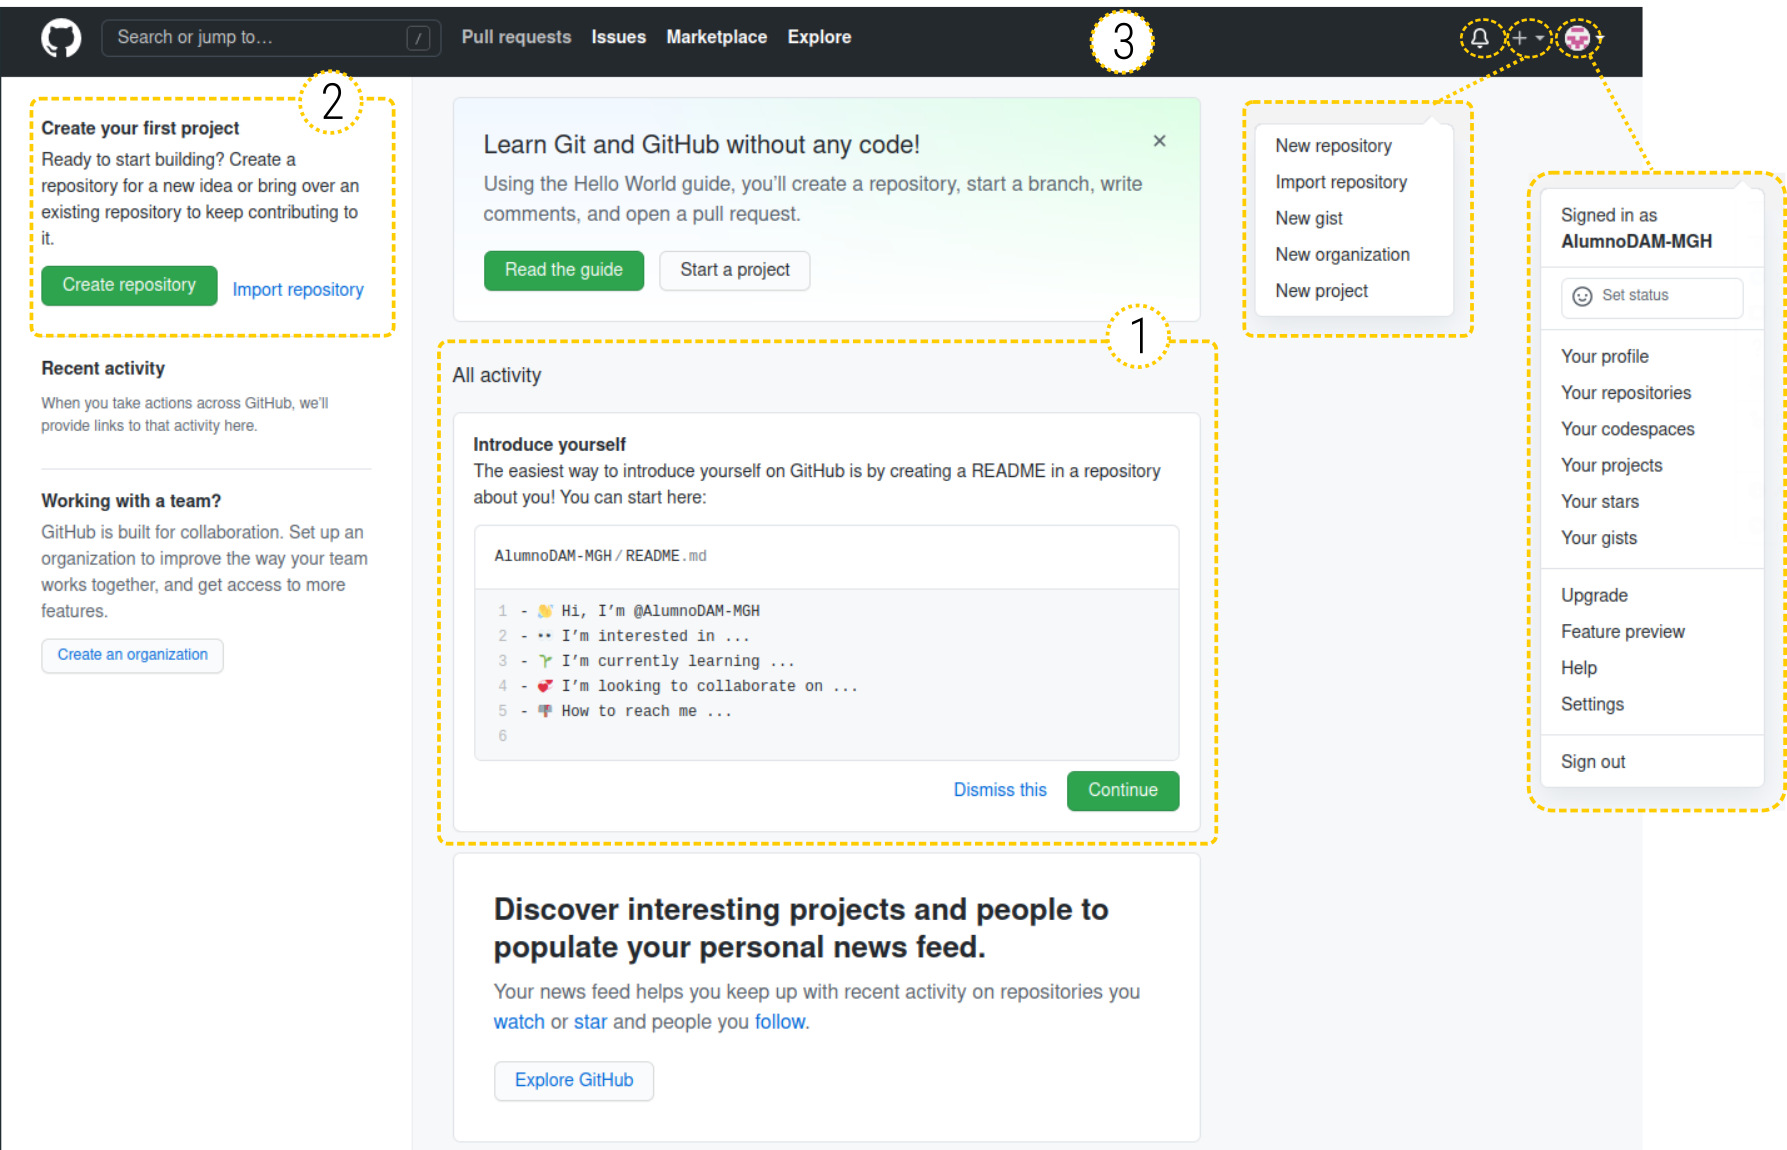 Search or jump to...
/
Pull requests
Issues
Marketplace
Explore
3
2
Create your first project
Ready to start building? Create a
repository for a new idea or bring over an
existing repository to keep contributing to
it.
Create repository
Import repository
Recent activity
When you take actions across GitHub, we'll
provide links to that activity here.
Working with a team?
GitHub is built for collaboration. Set up an
organization to improve the way your team
works together, and get access to more
features.
Create an organization
Learn Git and GitHub without any code!
Using the Hello World guide, you'll create a repository, start a branch, write
comments, and open a pull request.
Read the guide
Start a project
1
All activity
Introduce yourself
The easiest way to introduce yourself on GitHub is by creating a README in a repository
about you! You can start here:
AlumnoDAM-MGH/README.md
1 - 👋 Hi, I'm @AlumnoDAM-MGH
2 - 👀 I'm interested in ...
3 - 🌱 I'm currently learning ...
4 - 💞️ I'm looking to collaborate on ...
5 - 📫 How to reach me ...
6
Dismiss this
Continue
Discover interesting projects and people to
populate your personal news feed.
Your news feed helps you keep up with recent activity on repositories you
watch or star and people you follow.
Explore GitHub
New repository
Import repository
New gist
New organization
New project
Signed in as
AlumnoDAM-MGH
Set status
Your profile
Your repositories
Your codespaces
Your projects
Your stars
Your gists
Upgrade
Feature preview
Help
Settings
Sign out